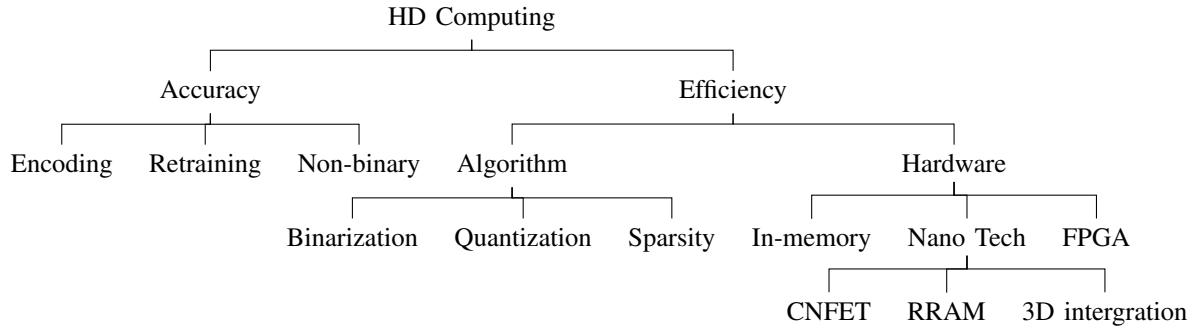 HD Computing
Accuracy Efficiency
Encoding Retraining Non-binary Algorithm Hardware
Binarization Quantization Sparsity In-memory Nano Tech FPGA
CNFET RRAM 3D intergration